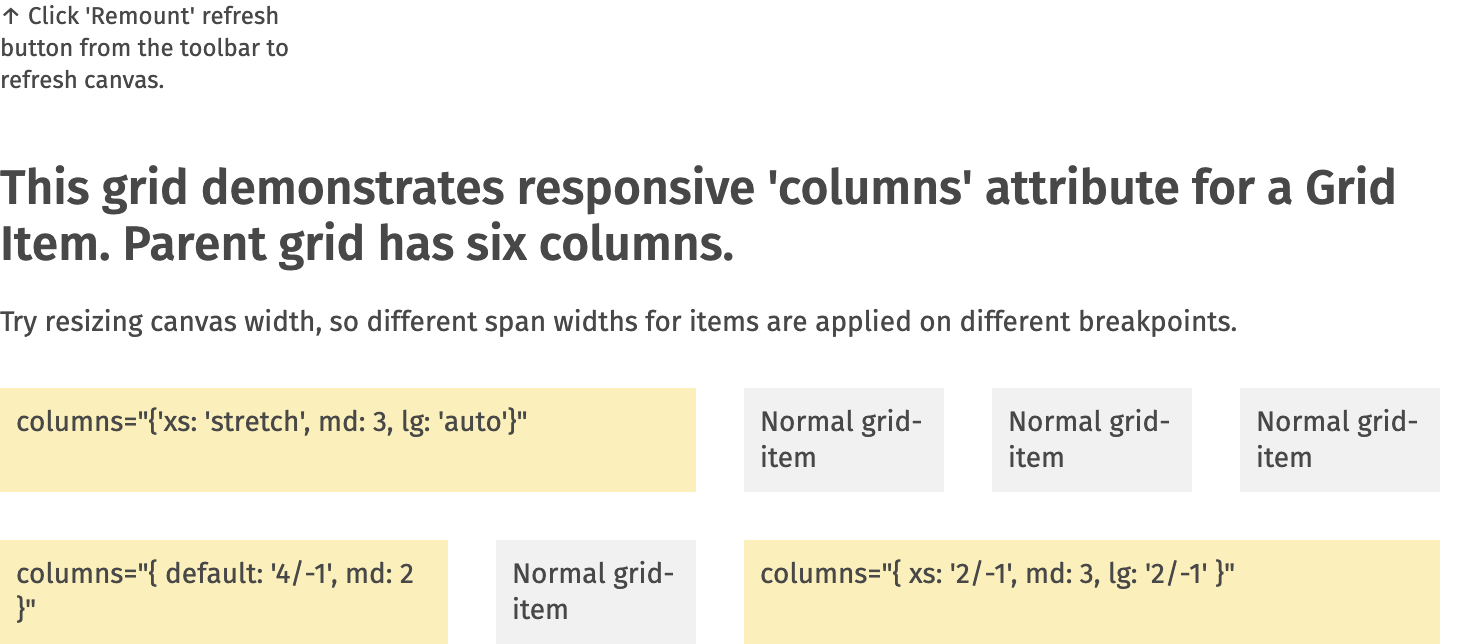 ↑ Click 'Remount' refresh
button from the toolbar to
refresh canvas.
This grid demonstrates responsive 'columns' attribute for a Grid
Item. Parent grid has six columns.
Try resizing canvas width, so different span widths for items are applied on different breakpoints.
columns="{'xs: 'stretch', md: 3, lg: 'auto'}"
Normal grid-
item
Normal grid-
item
Normal grid-
item
columns="{ default: '4/-1', md: 2
}"
Normal grid-
item
columns="{ xs: '2/-1', md: 3, lg: '2/-1' }"